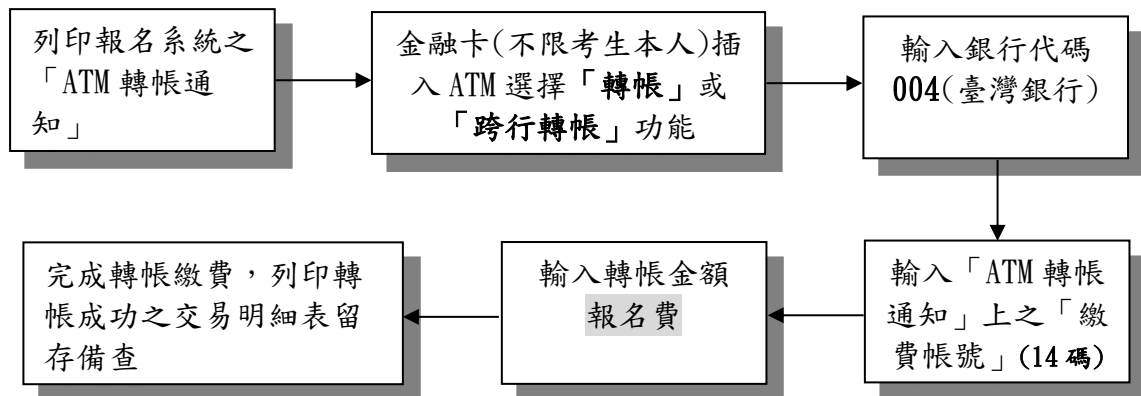 列印報名系統之
「ATM 轉帳通
知」
金融卡(不限考生本人)插
入 ATM 選擇「轉帳」或
「跨行轉帳」功能
輸入銀行代碼
004(臺灣銀行)
輸入「ATM 轉帳
通知」上之「繳
費帳號」(14 碼)
輸入轉帳金額
報名費
完成轉帳繳費，列印轉
帳成功之交易明細表留
存備查